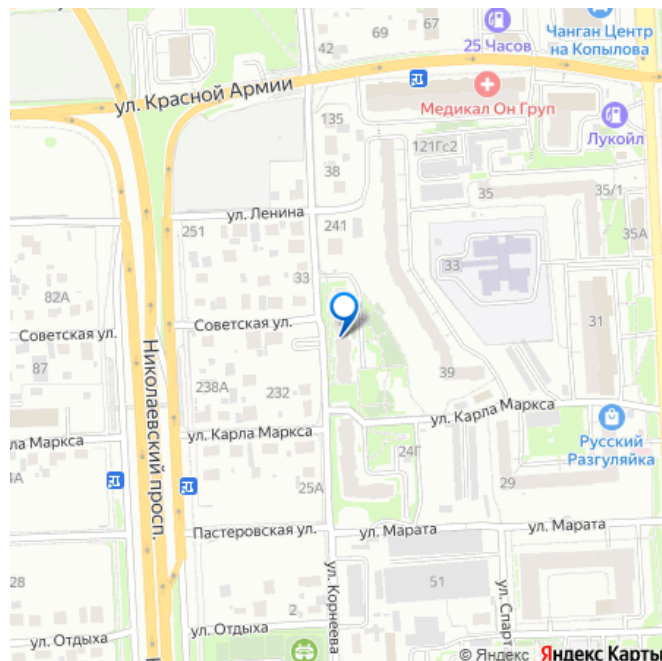 69
67
42
25 Часов
Чанган Центр
на Копылова
ул. Красной Армии
Медикал Он Груп
135
Лукойл
121Гс2
38
35
35/1
ул. Ленина
251
241
35А
33
33
82А
Советская ул.
Советская ул.
31
87
Николаевский просп.
39
238А
232
ул. Карла Маркса
ла Маркса
ул. Карла Маркса
Русский
Разгуляйка
24Г
29
25А
Пастеровская ул.
ул. Марата
ул. Марата
28
ул. Корнеева
51
2
ул. Отдыха
ул. Отдыха
© Яндекс Яндекс Карты